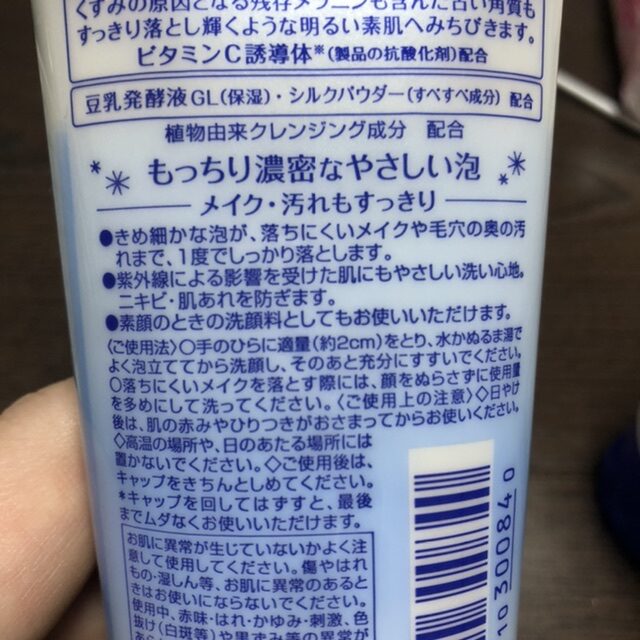 くすみの原因となる残存メラニンも含んだ古い角質も
すっきり落とし輝くような明るい素肌へみちびきます。
ビタミンC誘導体※(製品の抗酸化剤)配合
豆乳発酵液GL(保湿)・シルクパウダー(すべすべ成分) 配合
植物由来クレンジング成分 配合
もっちり濃密なやさしい泡
メイク・汚れもすっきり
●きめ細かな泡が、落ちにくいメイクや毛穴の奥の汚
れまで、1度でしっかり落とします。
●紫外線による影響を受けた肌にもやさしい洗い心地。
ニキビ・肌あれを防ぎます。
●素顔のときの洗顔料としてもお使いいただけます。
〈ご使用法〉○手のひらに適量(約2cm)をとり、水かぬるま湯で
よく泡立ててから洗顔し、そのあと充分にすすいでください。
○落ちにくいメイクを落とす際には、顔をぬらさずに使用量
を多めにして洗ってください。〈ご使用上の注意〉◇日やけ
後は、肌の赤みやひりつきがおさまってからお使いください。
◇高温の場所や、日のあたる場所には
置かないでください。◇ご使用後は、
キャップをきちんとしめてください。
*キャップを回してはずすと、最後
までムダなくお使いいただけます。
お肌に異常が生じていないかよく注
意して使用してください。傷やはれ
もの・湿しん等、お肌に異常のあると
きはお使いにならないでください。
使用中、赤味・はれ・かゆみ・刺激、色
抜け(白斑等)や黒ずみ等の異常が
1030084 0